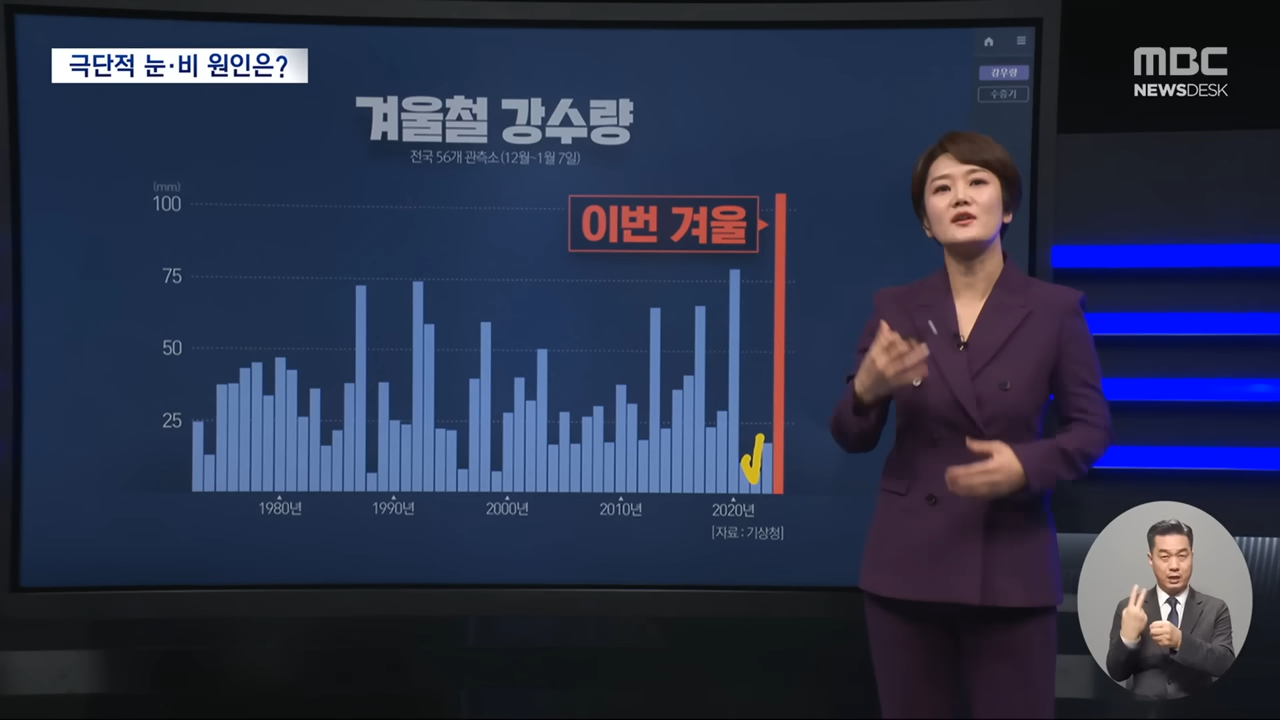 극단적 눈·비 원인은?
MBC
NEWSDESK
강우량
수증기
겨울철 강수량
전국 56개 관측소 (12월~1월 7일)
(mm)
100
75
50
25
이번 겨울
1980년
1990년
2000년
2010년
2020년
[자료 : 기상청]